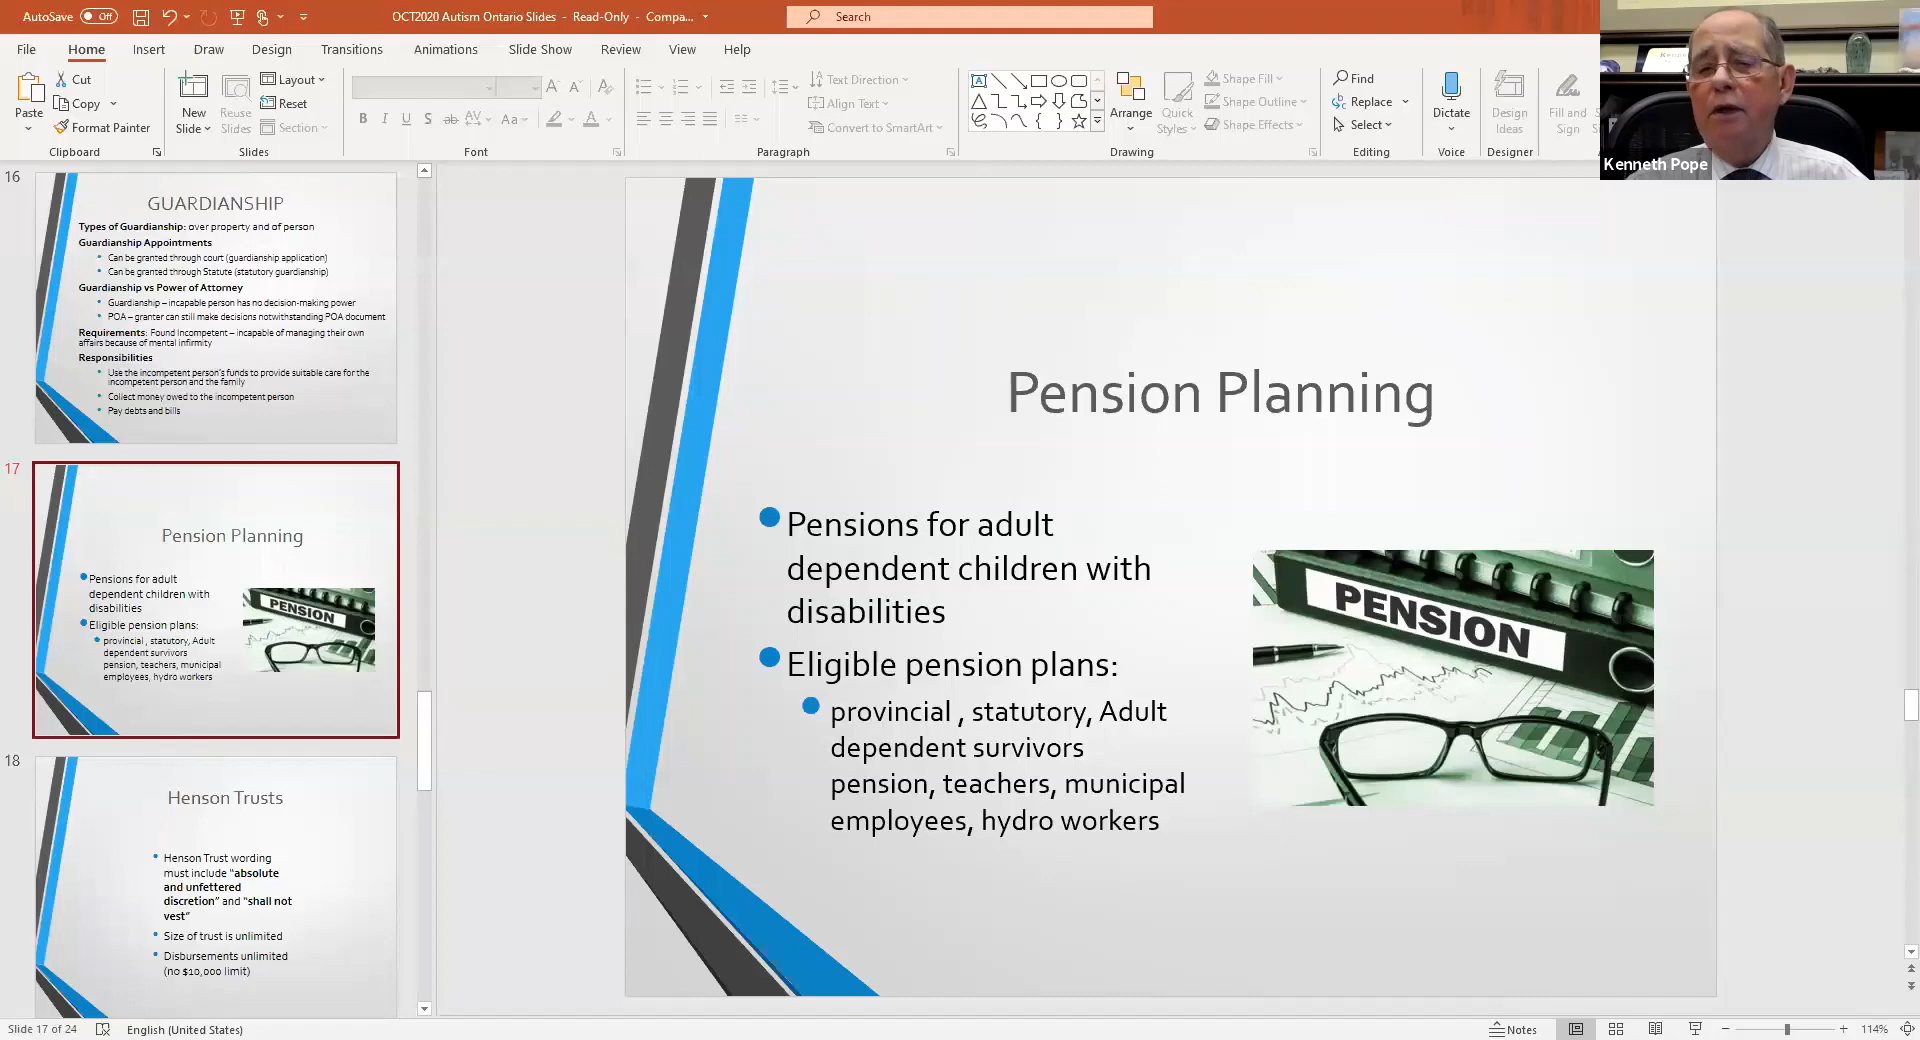 AutoSave Off
OCT2020 Autism Ontario Slides - Read-Only - Compa...
Search
File Home Insert Draw Design Transitions Animations Slide Show Review View Help
Paste
Cut
Copy
Format Painter
Clipboard
New Slide
Reuse Slides
Layout
Reset
Section
Slides
B I U S ab AV Aa A
Font
Text Direction
Align Text
Convert to SmartArt
Paragraph
Arrange
Quick Styles
Shape Fill
Shape Outline
Shape Effects
Drawing
Find
Replace
Select
Editing
Dictate
Voice
Design Ideas
Designer
Fill and Sign
Kenneth Pope
16
GUARDIANSHIP
Types of Guardianship: over property and of person
Guardianship Appointments
• Can be granted through court (guardianship application)
• Can be granted through Statute (statutory guardianship)
Guardianship vs Power of Attorney
• Guardianship – incapable person has no decision-making power
• POA – granter can still make decisions notwithstanding POA document
Requirements: Found Incompetent – incapable of managing their own
affairs because of mental infirmity
Responsibilities
• Use the incompetent person's funds to provide suitable care for the
incompetent person and the family
• Collect money owed to the incompetent person
• Pay debts and bills
17
Pension Planning
Pensions for adult
dependent children with
disabilities
Eligible pension plans:
provincial , statutory, Adult
dependent survivors
pension, teachers, municipal
employees, hydro workers
PENSION
18
Henson Trusts
• Henson Trust wording
must include "absolute
and unfettered
discretion" and "shall not
vest"
• Size of trust is unlimited
• Disbursements unlimited
(no $10,000 limit)
Pension Planning
Pensions for adult
dependent children with
disabilities
Eligible pension plans:
provincial , statutory, Adult
dependent survivors
pension, teachers, municipal
employees, hydro workers
PENSION
Slide 17 of 24
English (United States)
Notes
114%